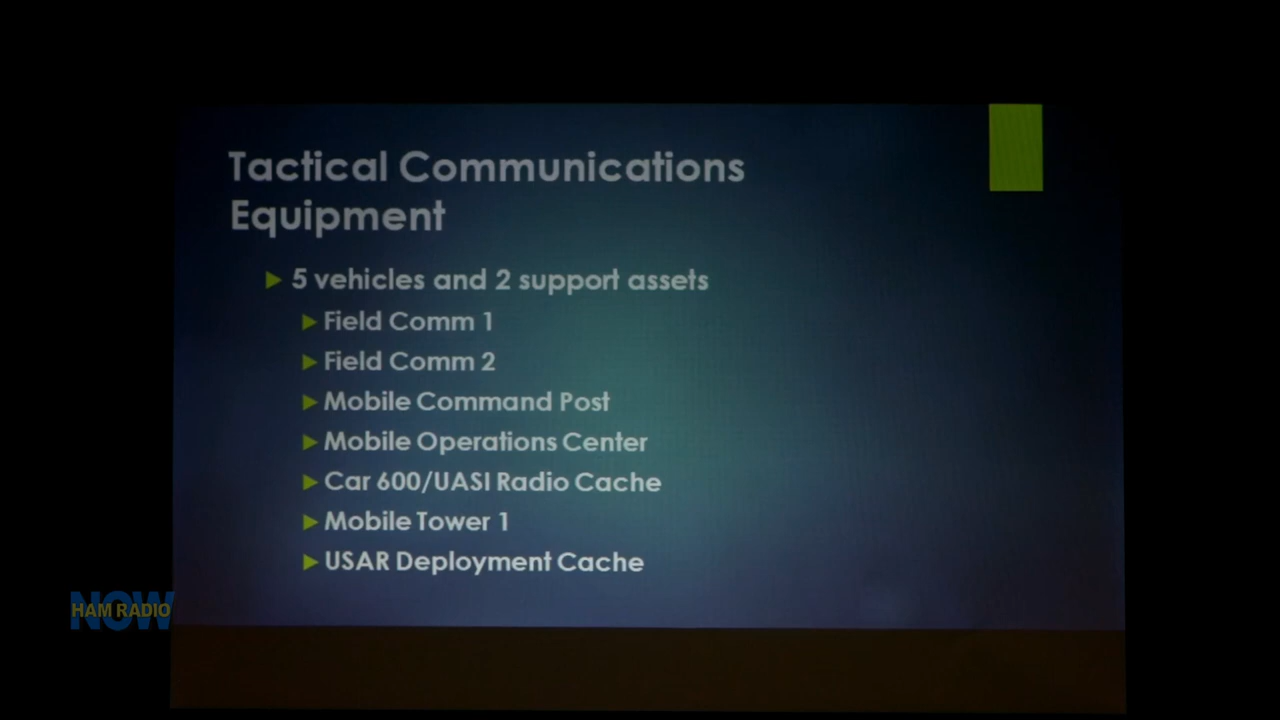 Tactical Communications
Equipment
5 vehicles and 2 support assets
Field Comm 1
Field Comm 2
Mobile Command Post
Mobile Operations Center
Car 600/UASI Radio Cache
Mobile Tower 1
USAR Deployment Cache
NOW
HAM RADIO